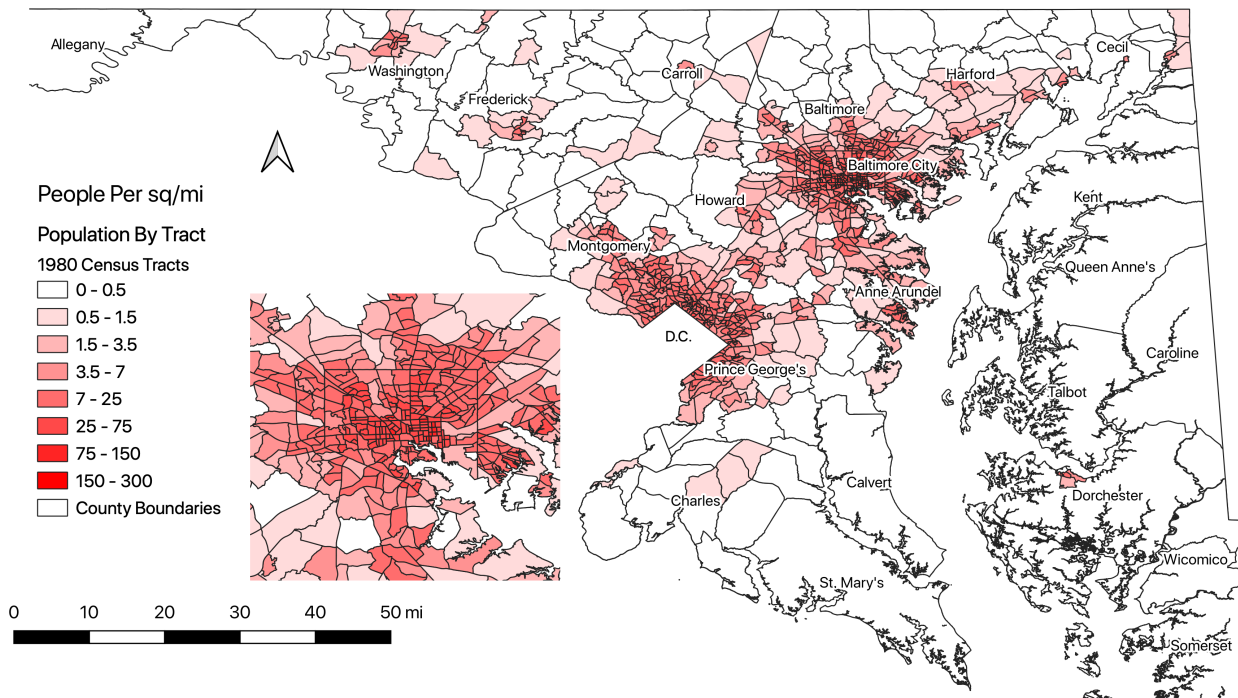 Allegany
Washington
Frederick
Carroll
Baltimore
Harford
Cecil
Baltimore City
Howard
Kent
Montgomery
Queen Anne's
Anne Arundel
D.C.
Prince George's
Caroline
Talbot
Charles
Calvert
Dorchester
St. Mary's
Wicomico
Somerset
People Per sq/mi
Population By Tract
1980 Census Tracts
0 - 0.5
0.5 - 1.5
1.5 - 3.5
3.5 - 7
7 - 25
25 - 75
75 - 150
150 - 300
County Boundaries
0 10 20 30 40 50 mi